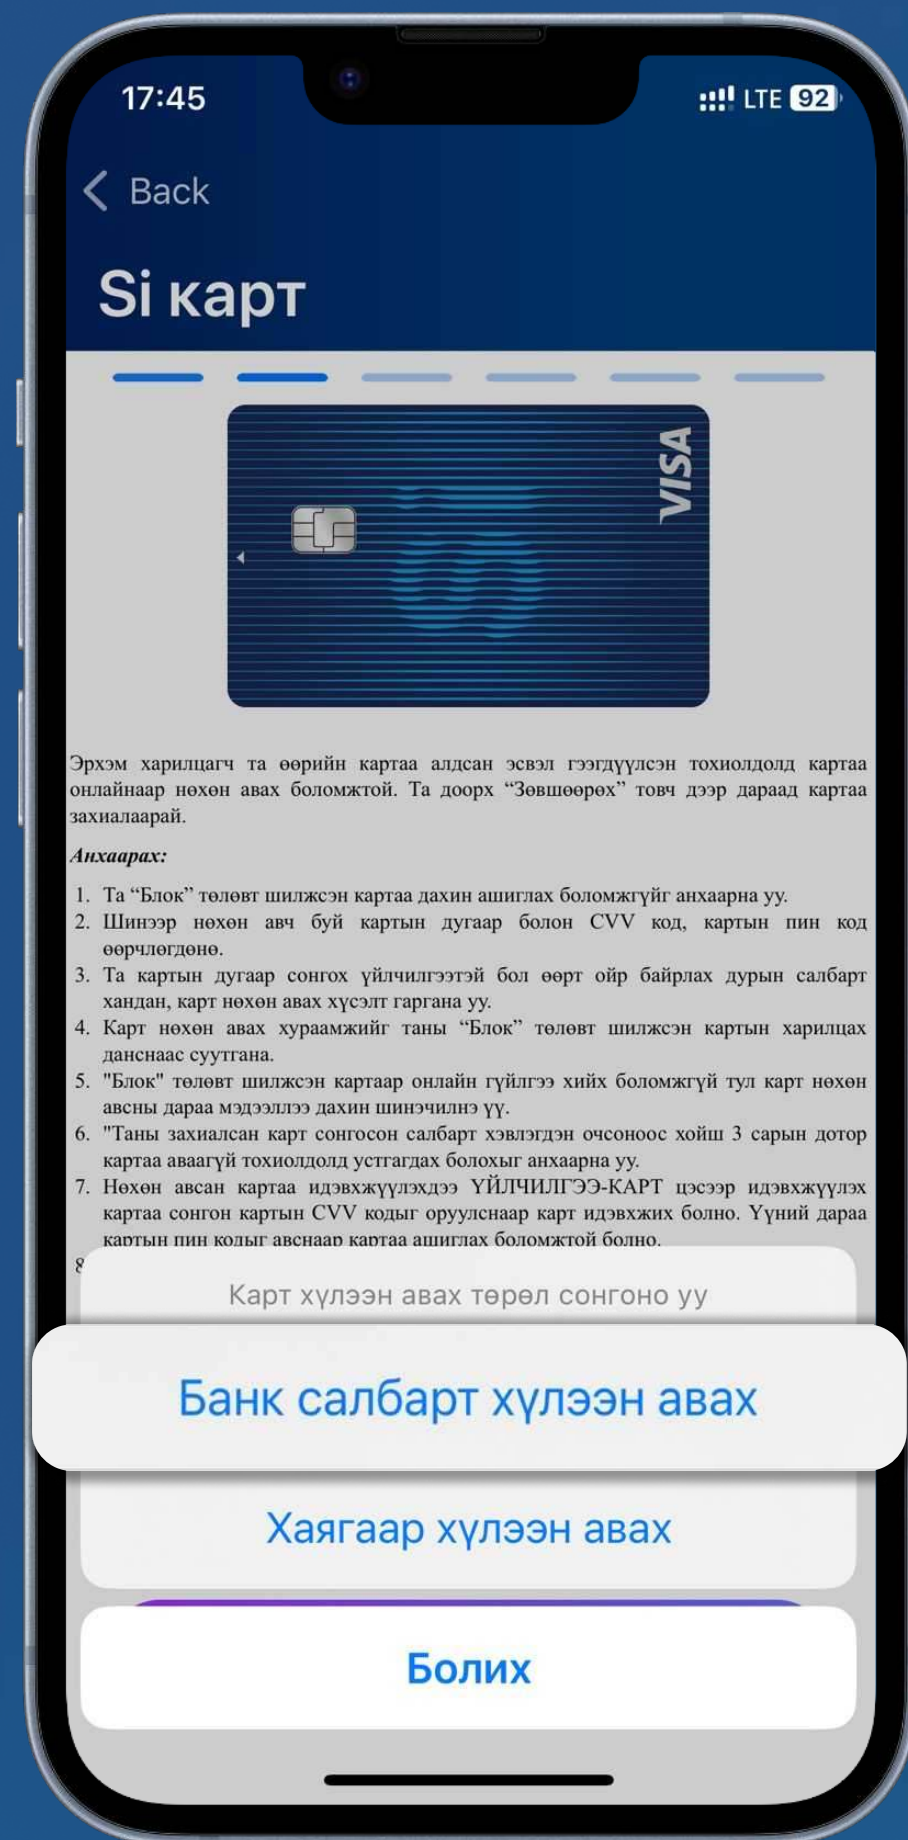 17:45
LTE 92
Back
Si карт
VISA
Эрхэм харилцагч та өөрийн картаа алдсан эсвэл гээгдүүлсэн тохиолдолд картаа
онлайнаар нөхөн авах боломжтой. Та доорх “Зөвшөөрөх” товч дээр дараад картаа
захиалаарай.
Анхаарах:
1. Та “Блок” төлөвт шилжсэн картаа дахин ашиглах боломжгүйг анхаарна уу.
2. Шинээр нөхөн авч буй картын дугаар болон CVV код, картын пин код
өөрчлөгдөнө.
3. Та картын дугаар сонгох үйлчилгээтэй бол өөрт ойр байрлах дурын салбарт
хандан, карт нөхөн авах хүсэлт гаргана уу.
4. Карт нөхөн авах хураамжийг таны “Блок” төлөвт шилжсэн картын харилцах
данснаас суутгана.
5. "Блок" төлөвт шилжсэн картаар онлайн гүйлгээ хийх боломжгүй тул карт нөхөн
авсны дараа мэдээллээ дахин шинэчилнэ үү.
6. "Таны захиалсан карт сонгосон салбарт хэвлэгдэн очсоноос хойш 3 сарын дотор
картаа аваагүй тохиолдолд устгагдах болохыг анхаарна уу.
7. Нөхөн авсан картаа идэвхжүүлэхдээ ҮЙЛЧИЛГЭЭ-КАРТ цэсээр идэвхжүүлэх
картаа сонгон картын CVV кодыг оруулснаар карт идэвхжих болно. Үүний дараа
картын пин кодыг авснаар картаа ашиглах боломжтой болно.
8
Карт хүлээн авах төрөл сонгоно уу
Банк салбарт хүлээн авах
Хаягаар хүлээн авах
Болих